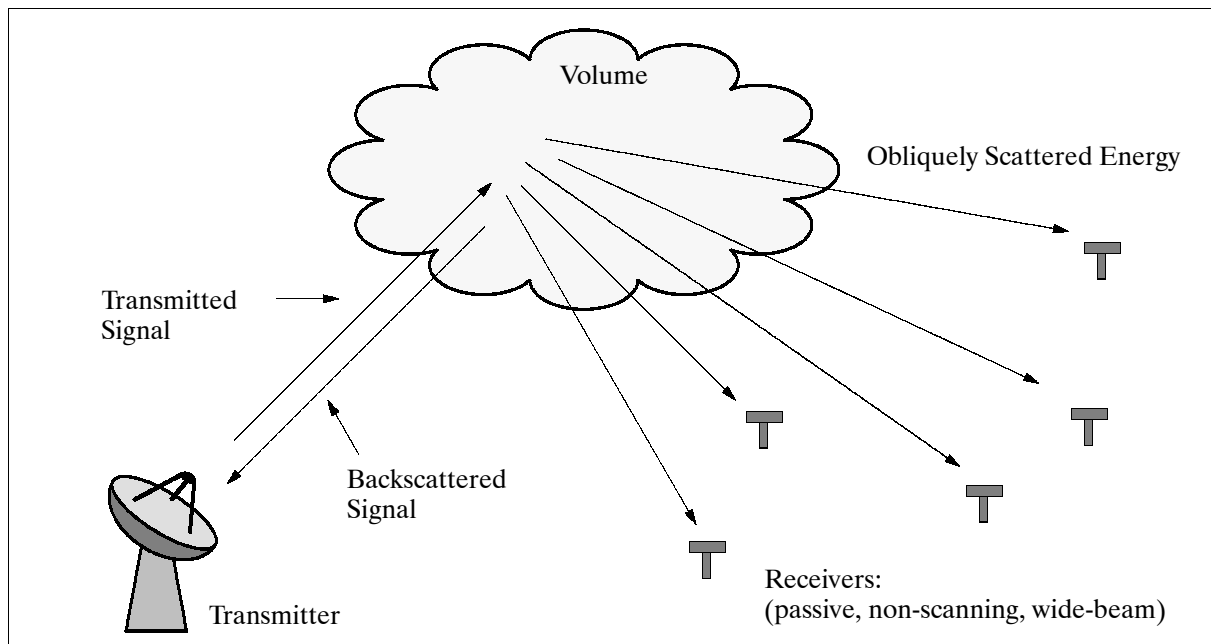 Volume
Obliquely Scattered Energy
Transmitted
Signal
Backscattered
Signal
Receivers:
(passive, non-scanning, wide-beam)
Transmitter